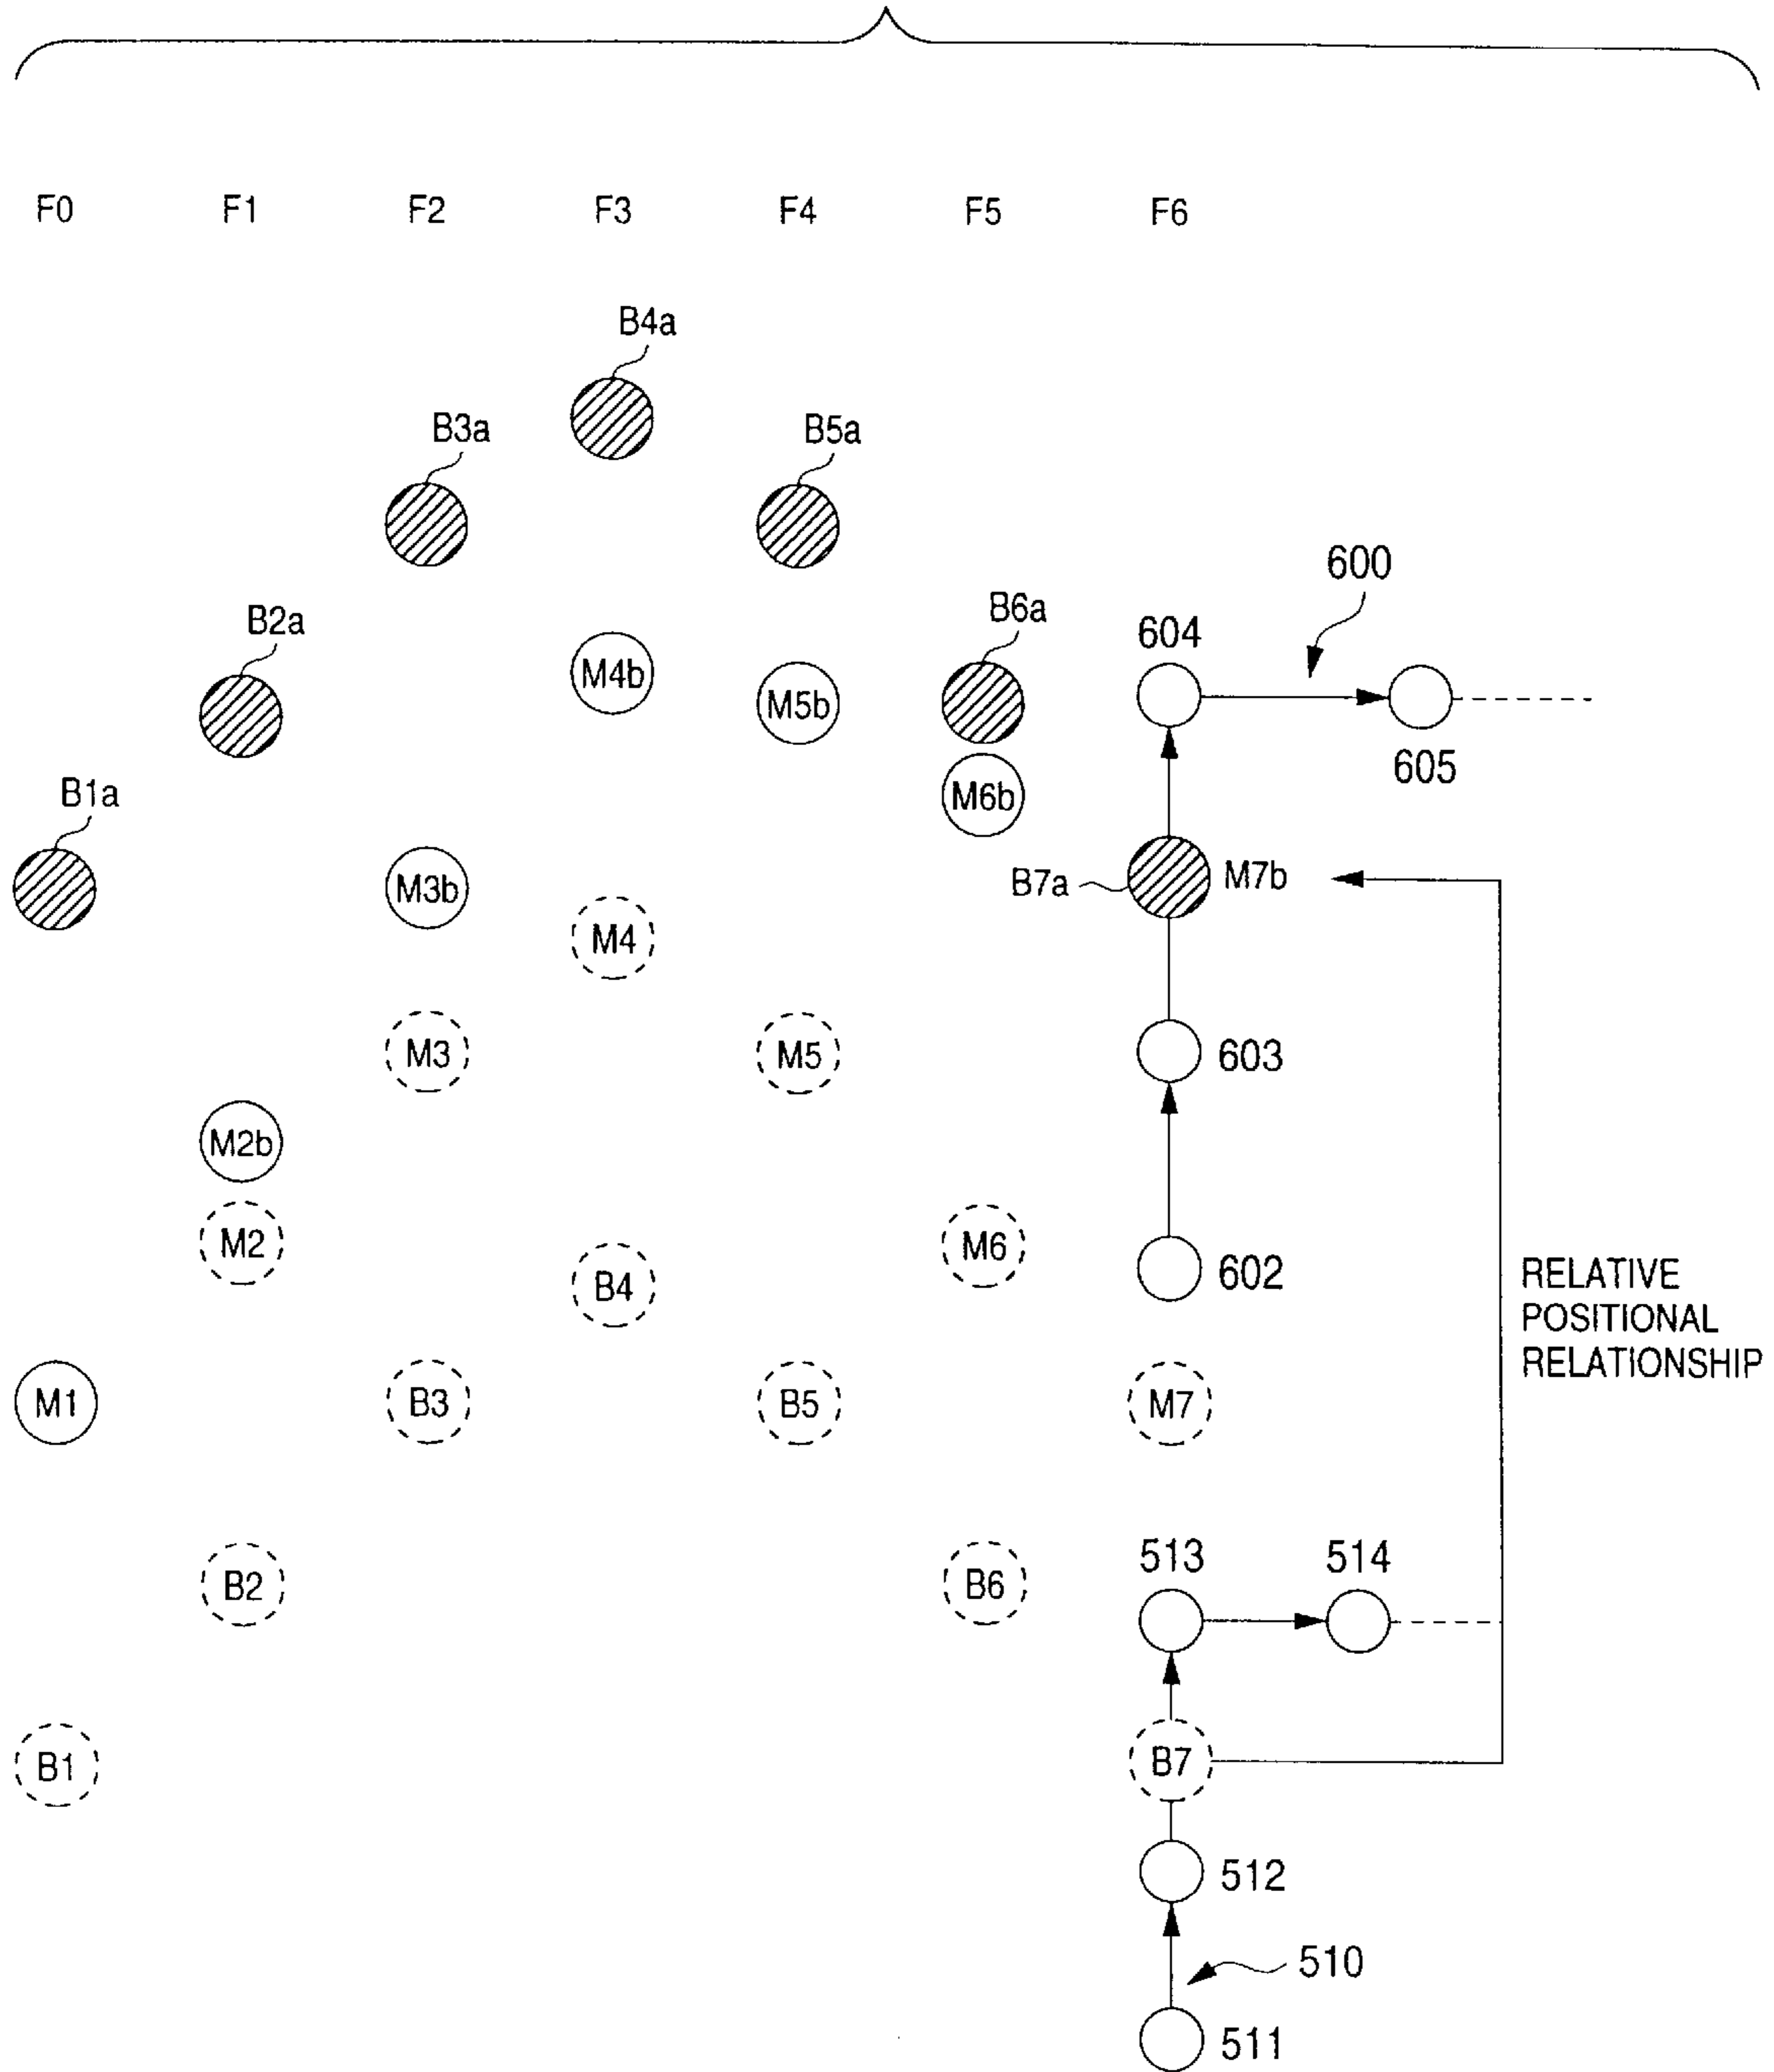 F0 F1 F2 F3 F4 F5 F6
B4a
B3a
B5a
600
B6a
B2a
604
M4b
M5b
605
B1a
M6b
M3b
B7a
M7b
M4
M3
M5
603
M2b
M2
M6
B4
602
RELATIVE
POSITIONAL
RELATIONSHIP
M1
B3
B5
M7
513
514
B2
B6
B1
B7
512
510
511